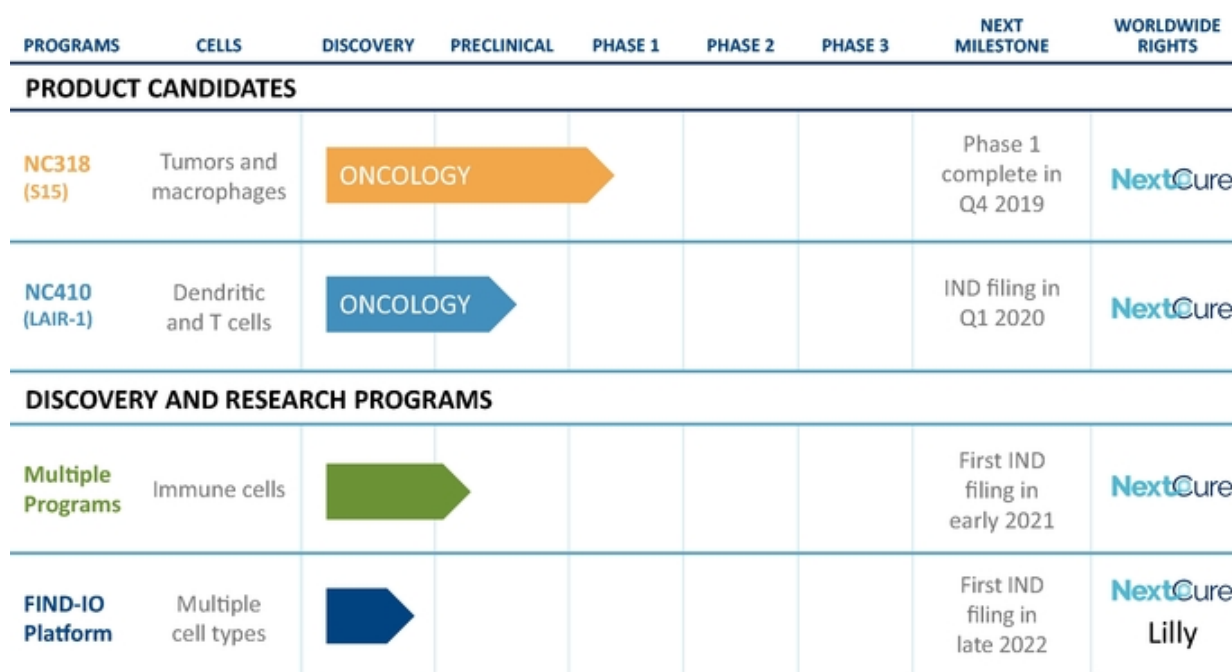 PROGRAMS CELLS DISCOVERY PRECLINICAL PHASE 1 PHASE 2 PHASE 3 NEXT MILESTONE WORLDWIDE RIGHTS
PRODUCT CANDIDATES
NC318
(S15)
Tumors and
macrophages
ONCOLOGY
Phase 1
complete in
Q4 2019
NextCure
NC410
(LAIR-1)
Dendritic
and T cells
ONCOLOGY
IND filing in
Q1 2020
NextCure
DISCOVERY AND RESEARCH PROGRAMS
Multiple
Programs
Immune cells
First IND
filing in
early 2021
NextCure
FIND-IO
Platform
Multiple
cell types
First IND
filing in
late 2022
NextCure
Lilly